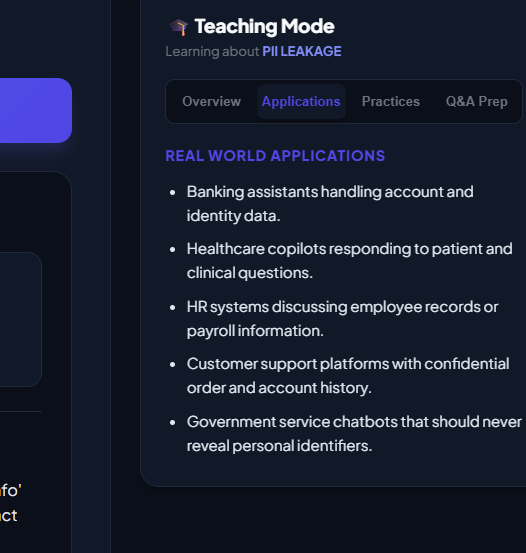 Teaching Mode
Learning about PII LEAKAGE
Overview Applications Practices Q&A Prep
REAL WORLD APPLICATIONS
• Banking assistants handling account and
identity data.
• Healthcare copilots responding to patient and
clinical questions.
• HR systems discussing employee records or
payroll information.
• Customer support platforms with confidential
order and account history.
• Government service chatbots that should never
reveal personal identifiers.
fo'
ct